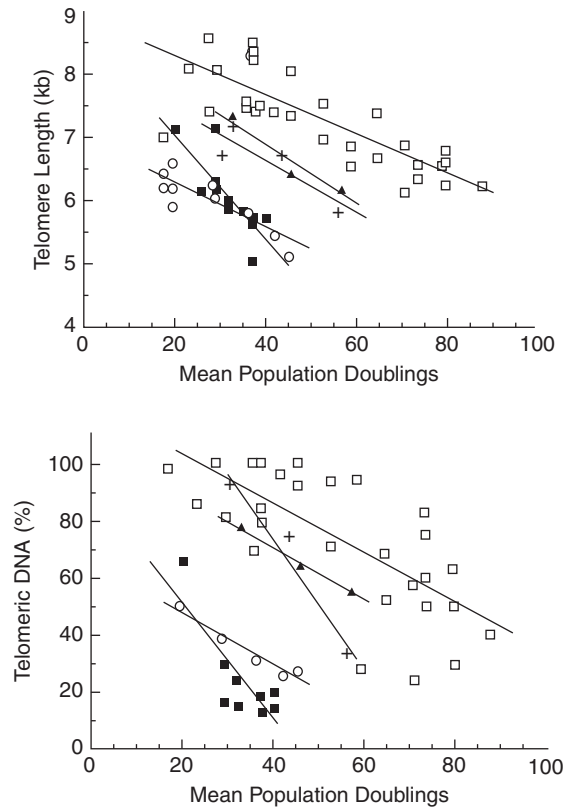 9
8
7
6
5
4
Telomere Length (kb)
0 20 40 60 80 100
Mean Population Doublings
100
80
60
40
20
0
Telomeric DNA (%)
0 20 40 60 80 100
Mean Population Doublings